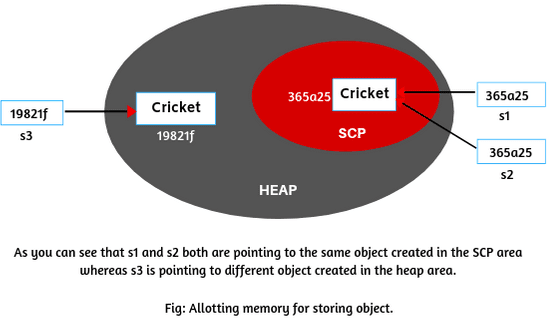 19821f
s3
Cricket
19821f
365a25
Cricket
SCP
HEAP
365a25
s1
365a25
s2
As you can see that s1 and s2 both are pointing to the same object created in the SCP area
whereas s3 is pointing to different object created in the heap area.
Fig: Allotting memory for storing object.